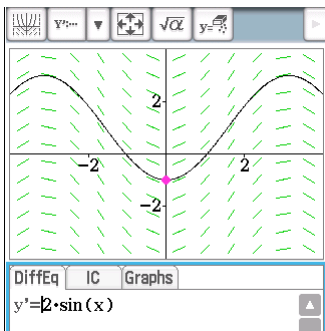 Y'=... ▼ √α y=
2
-2 2
-2
DiffEq IC Graphs
y'=2·sin(x)